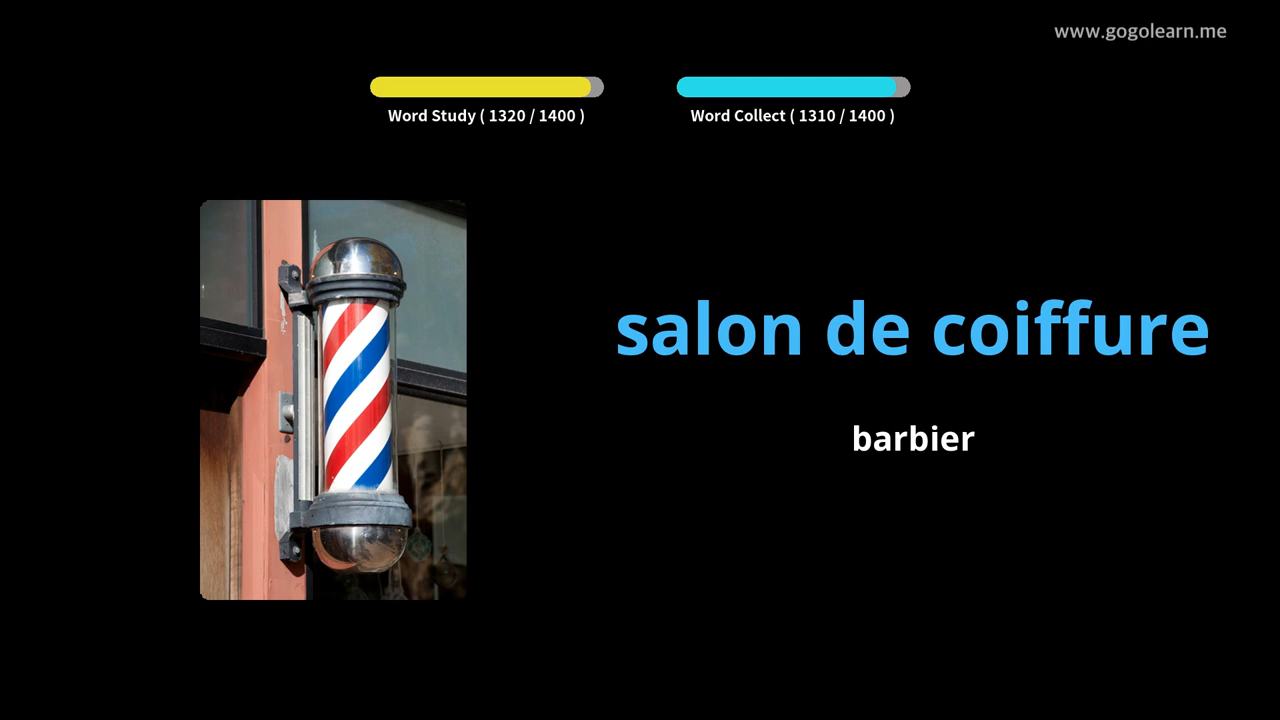 www.gogolearn.me
Word Study ( 1320 / 1400 )
Word Collect ( 1310 / 1400 )
salon de coiffure
barbier